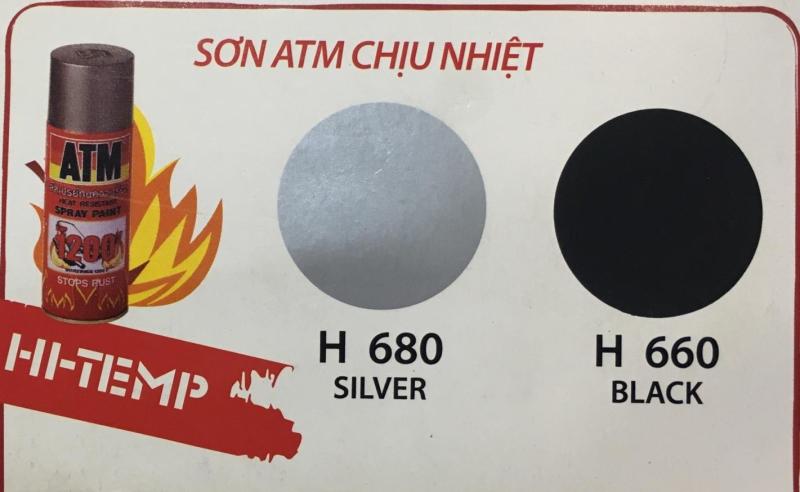 SƠN ATM CHỊU NHIỆT
ATM
HEAT RESISTANT
SPRAY PAINT
1200
STOPS RUST
HI-TEMP
H 680
SILVER
H 660
BLACK